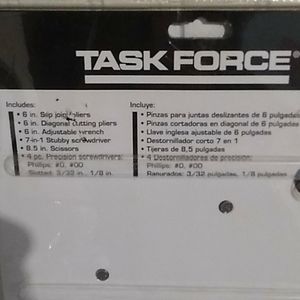 TASK FORCE®
Includes:
• 6 in. Slip joint pliers
• 6 in. Diagonal cutting pliers
• 6 in. Adjustable wrench
• 7-in-1 Stubby screwdriver
• 8.5 in. Scissors
• 4 pc. Precision screwdrivers:
Phillips: #0, #00
Slotted: 3/32 in., 1/8 in.
Incluye:
• Pinzas para juntas deslizantes de 6 pulgadas
• Pinzas cortadoras en diagonal de 6 pulgadas
• Llave inglesa ajustable de 6 pulgadas
• Destornillador corto 7 en 1
• Tijeras de 8,5 pulgadas
• 4 Destornilladores de precisión:
Phillips: #0, #00
Ranurados: 3/32 pulgadas, 1/8 pulgadas